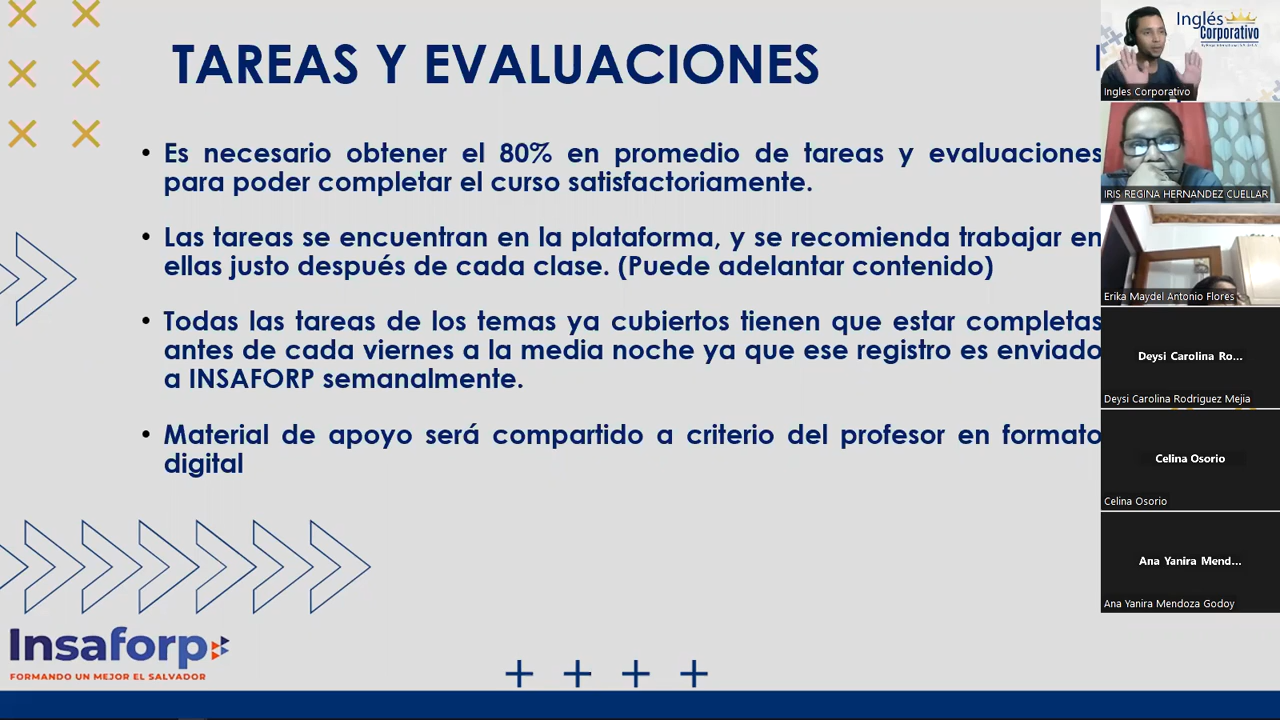 TAREAS Y EVALUACIONES
• Es necesario obtener el 80% en promedio de tareas y evaluaciones
para poder completar el curso satisfactoriamente.
• Las tareas se encuentran en la plataforma, y se recomienda trabajar en
ellas justo después de cada clase. (Puede adelantar contenido)
• Todas las tareas de los temas ya cubiertos tienen que estar completas
antes de cada viernes a la media noche ya que ese registro es enviado
a INSAFORP semanalmente.
• Material de apoyo será compartido a criterio del profesor en formato
digital
Insaforp
FORMANDO UN MEJOR EL SALVADOR
Inglés
Corporativo
Ingles Corporativo
IRIS REGINA HERNANDEZ CUELLAR
Erika Maydel Antonio Flores
Deysi Carolina Ro...
Deysi Carolina Rodriguez Mejia
Celina Osorio
Celina Osorio
Ana Yanira Mend...
Ana Yanira Mendoza Godoy